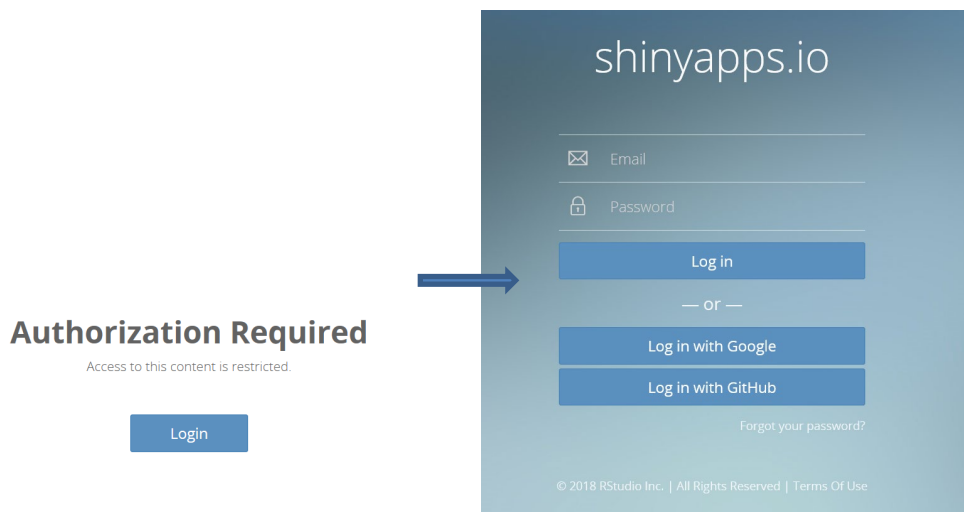 Authorization Required
Access to this content is restricted.
Login
shinyapps.io
Email
Password
Log in
— or —
Log in with Google
Log in with GitHub
Forgot your password?
© 2018 RStudio Inc. | All Rights Reserved | Terms Of Use